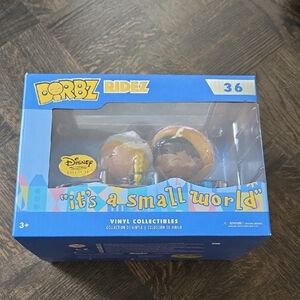 DORBZ RIDEZ 36
Disney
"it's a small world"
VINYL COLLECTIBLES
3+